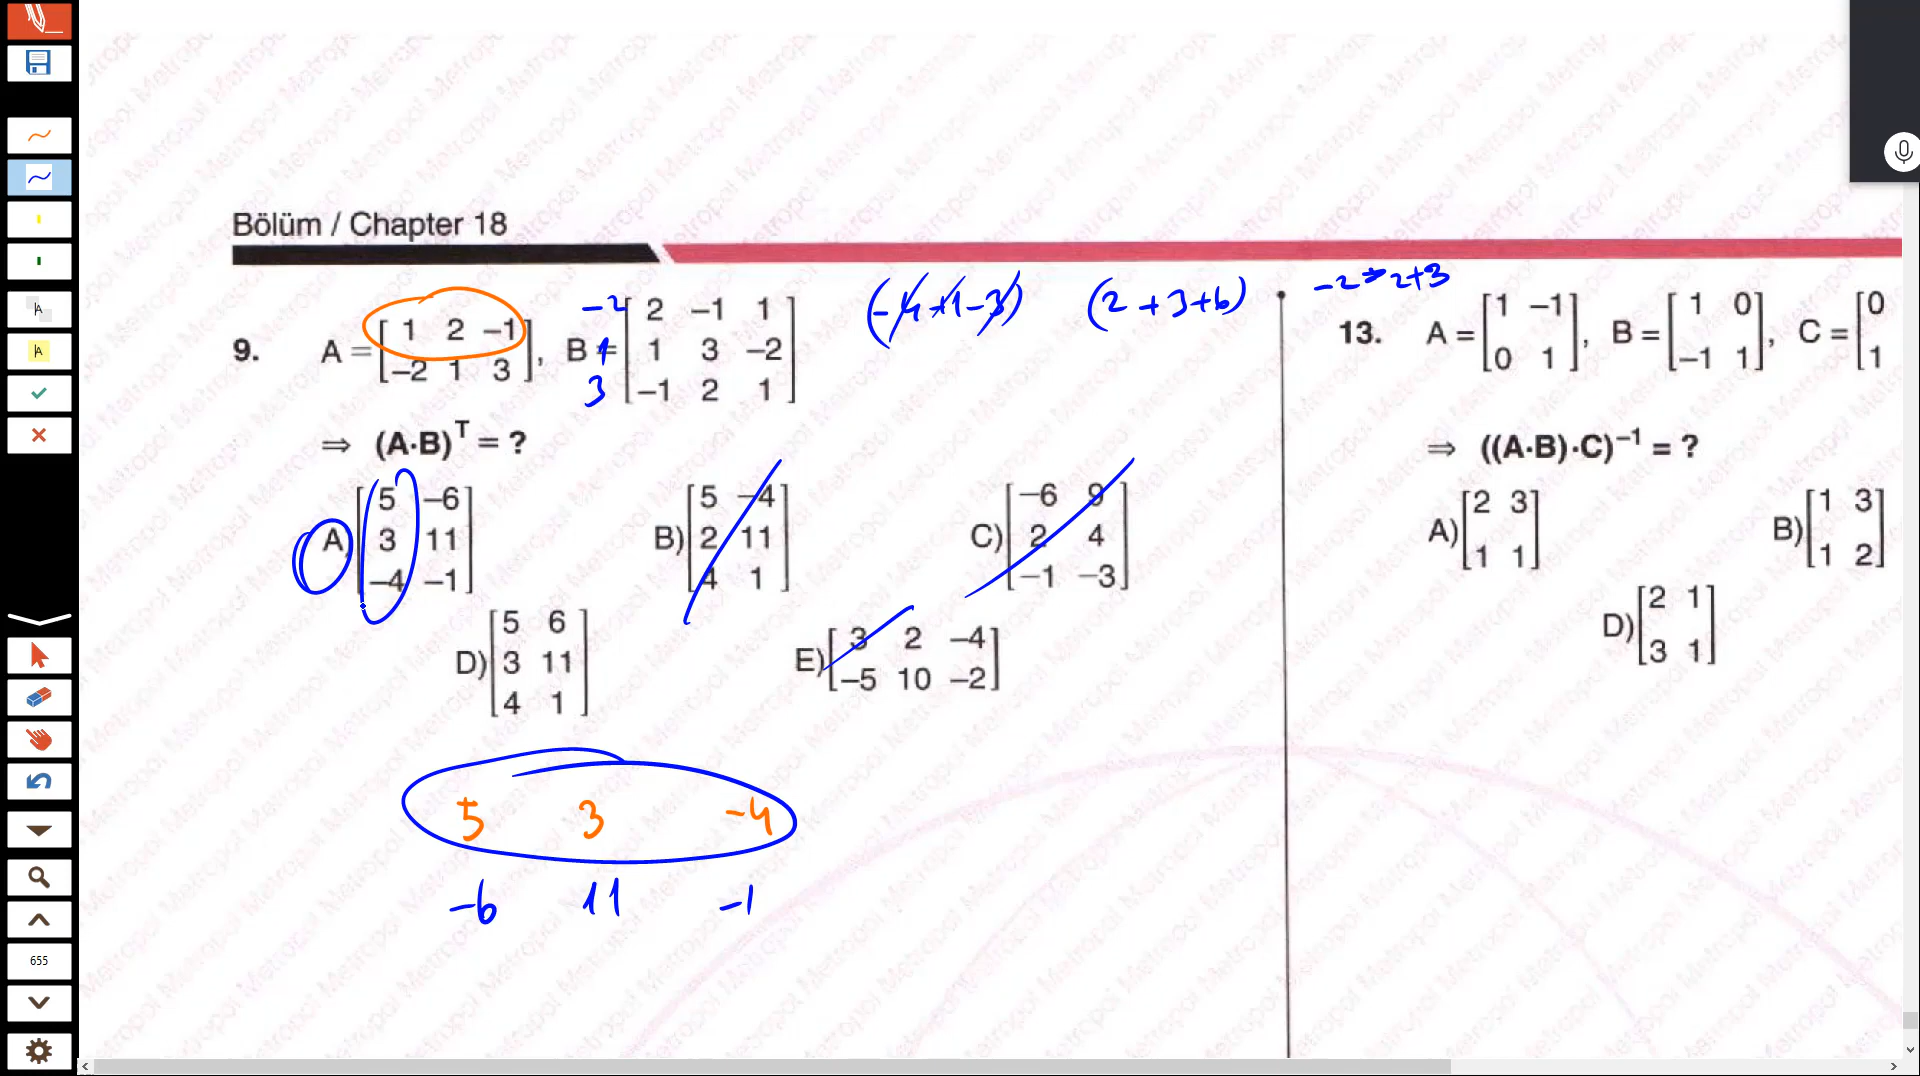 Bölüm / Chapter 18
9. A = [1 2 −1], B = [2 −1 1]
[−2 1 3] [1 3 −2]
[−1 2 1]
⇒ (A·B)ᵀ = ?
A) [5 −6]
[3 11]
[−4 −1]
B) [5 −4]
[2 11]
[4 1]
C) [−6 9]
[2 4]
[−1 −3]
D) [5 6]
[3 11]
[4 1]
E) [3 2 −4]
[−5 10 −2]
−2
1
3
(−4+1−3) (2+3+6) −2−2+3
5 3 −4
−6 11 −1
13. A = [1 −1], B = [1 0], C = [0
[0 1] [−1 1] [1
⇒ ((A·B)·C)⁻¹ = ?
A) [2 3]
[1 1]
B) [1 3]
[1 2]
D) [2 1]
[3 1]
655